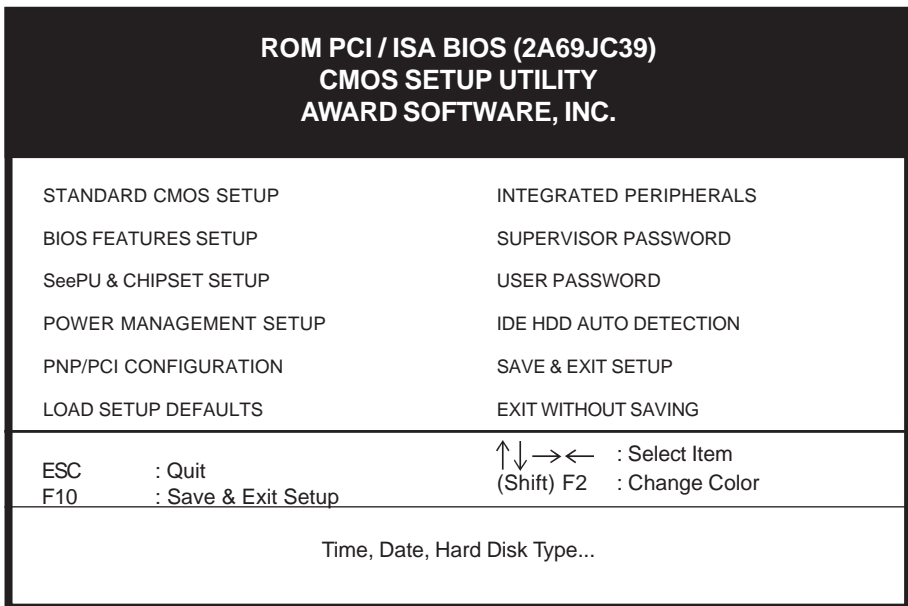 ROM PCI / ISA BIOS (2A69JC39)
CMOS SETUP UTILITY
AWARD SOFTWARE, INC.
STANDARD CMOS SETUP
BIOS FEATURES SETUP
SeePU & CHIPSET SETUP
POWER MANAGEMENT SETUP
PNP/PCI CONFIGURATION
LOAD SETUP DEFAULTS
INTEGRATED PERIPHERALS
SUPERVISOR PASSWORD
USER PASSWORD
IDE HDD AUTO DETECTION
SAVE & EXIT SETUP
EXIT WITHOUT SAVING
ESC : Quit
F10 : Save & Exit Setup
↑↓→← : Select Item
(Shift) F2 : Change Color
Time, Date, Hard Disk Type...